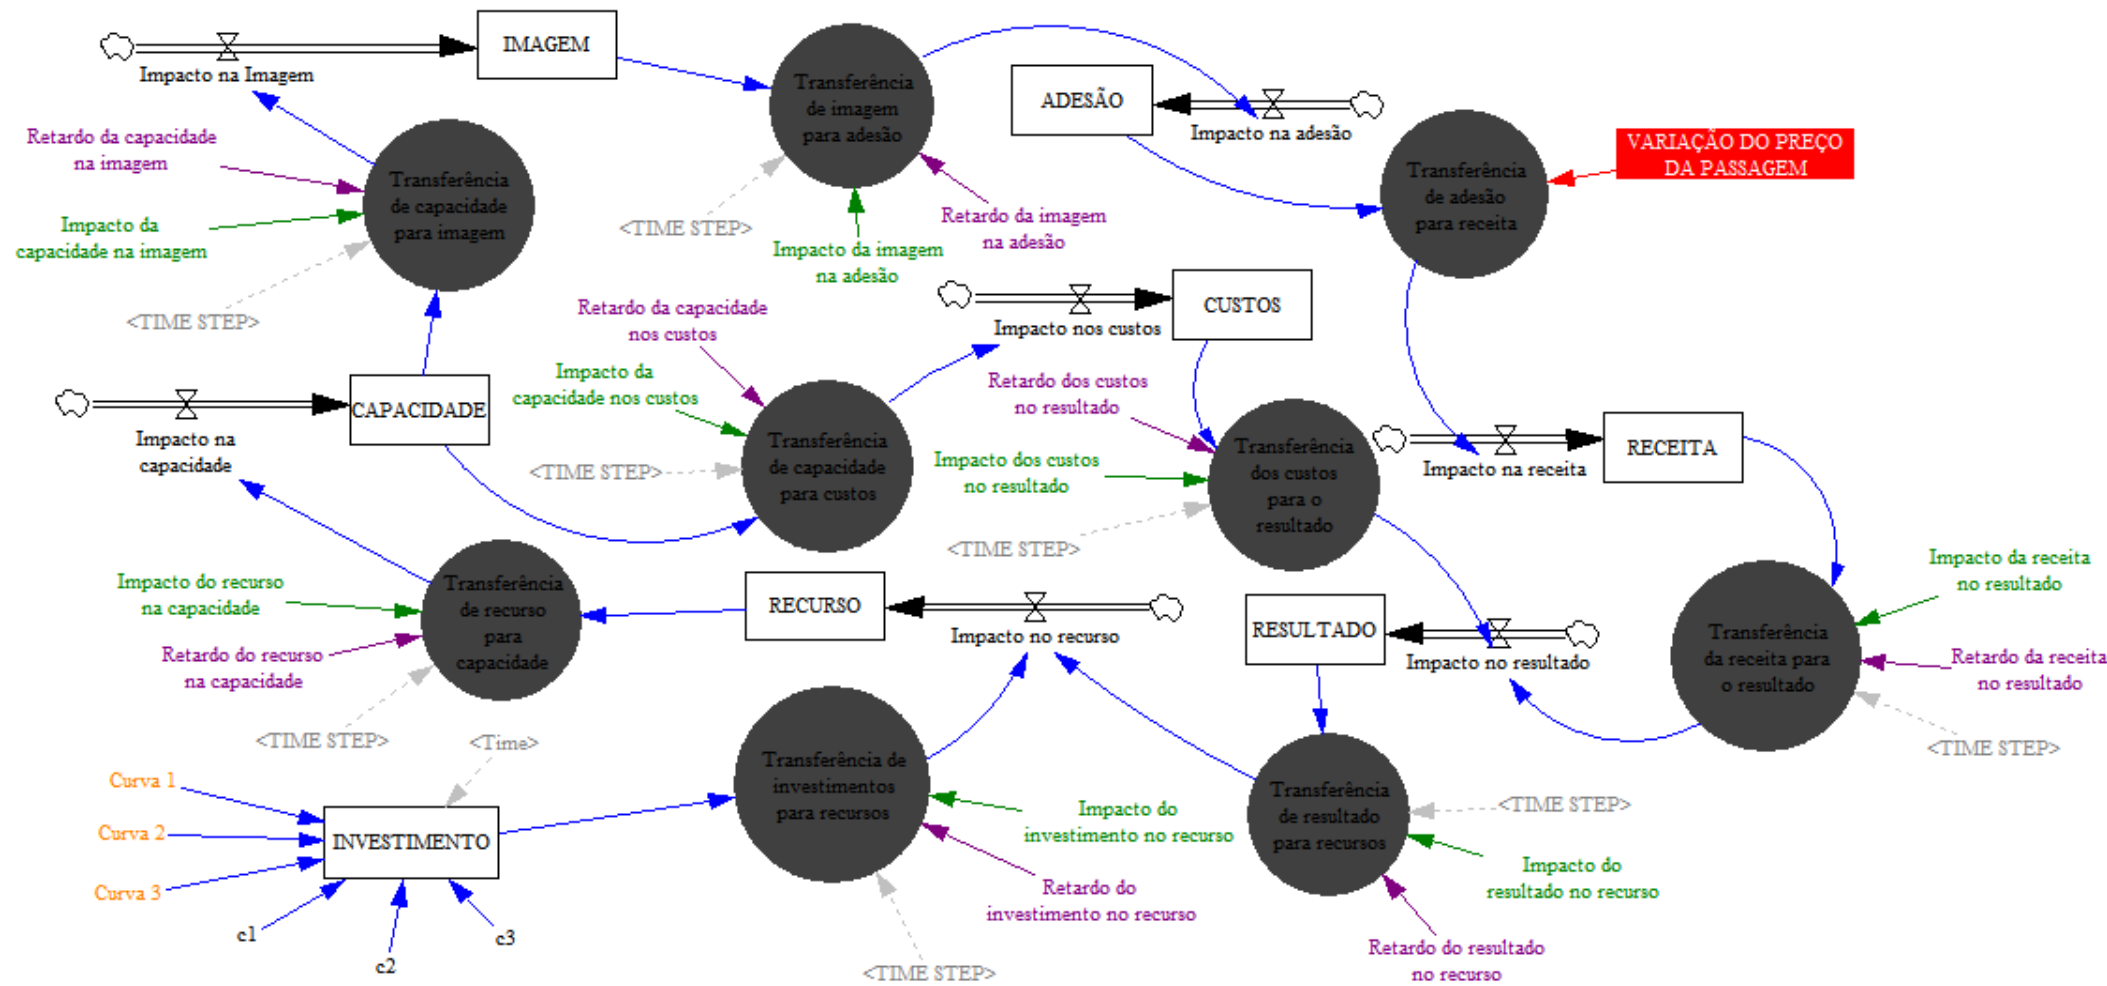 IMAGEM
Impacto na Imagem
Transferência
de imagem
para adesão
ADESÃO
Impacto na adesão
VARIAÇÃO DO PREÇO
DA PASSAGEM
Retardo da capacidade
na imagem
Transferência
de capacidade
para imagem
Transferência
de adesão
para receita
Impacto da
capacidade na imagem
<TIME STEP>
<TIME STEP>
Impacto da imagem
na adesão
Retardo da imagem
na adesão
Retardo da capacidade
nos custos
CUSTOS
Impacto nos custos
Impacto da
capacidade nos custos
Retardo dos custos
no resultado
CAPACIDADE
Impacto na
capacidade
Transferência
de capacidade
para custos
<TIME STEP>
Impacto dos custos
no resultado
Transferência
dos custos
para o
resultado
Impacto na receita
RECEITA
<TIME STEP>
Impacto do recurso
na capacidade
Transferência
de recurso
para
capacidade
RECURSO
Impacto no recurso
RESULTADO
Impacto no resultado
Impacto da receita
no resultado
Transferência
da receita para
o resultado
Retardo da receita
no resultado
Retardo do recurso
na capacidade
<TIME STEP>
<Time>
<TIME STEP>
Curva 1
Curva 2
Curva 3
INVESTIMENTO
Transferência de
investimentos
para recursos
Impacto do
investimento no recurso
Transferência
de resultado
para recursos
<TIME STEP>
Impacto do
resultado no recurso
Retardo do
investimento no recurso
c1
c2
c3
<TIME STEP>
Retardo do resultado
no recurso